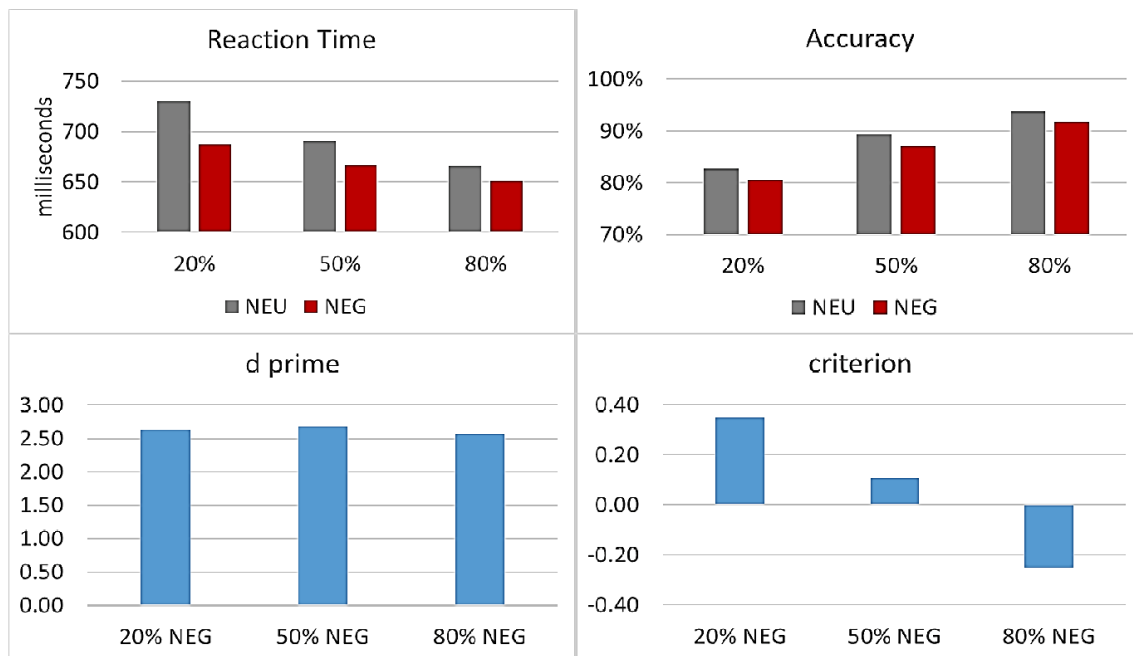 Reaction Time
milliseconds
750
700
650
600
20% 50% 80%
NEU NEG
Accuracy
100%
90%
80%
70%
20% 50% 80%
NEU NEG
d prime
3.00
2.50
2.00
1.50
1.00
0.50
0.00
20% NEG 50% NEG 80% NEG
criterion
0.40
0.20
0.00
-0.20
-0.40
20% NEG 50% NEG 80% NEG